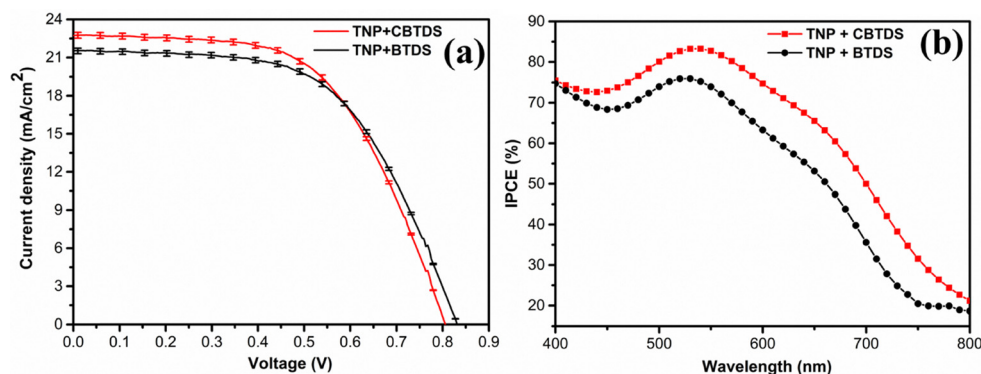 TNP+CBTDS
TNP+BTDS
(a)
24
21
18
15
12
9
6
3
0
Current density (mA/cm²)
0.0 0.1 0.2 0.3 0.4 0.5 0.6 0.7 0.8 0.9
Voltage (V)
TNP + CBTDS
TNP + BTDS
(b)
90
80
70
60
50
40
30
20
IPCE (%)
400 500 600 700 800
Wavelength (nm)